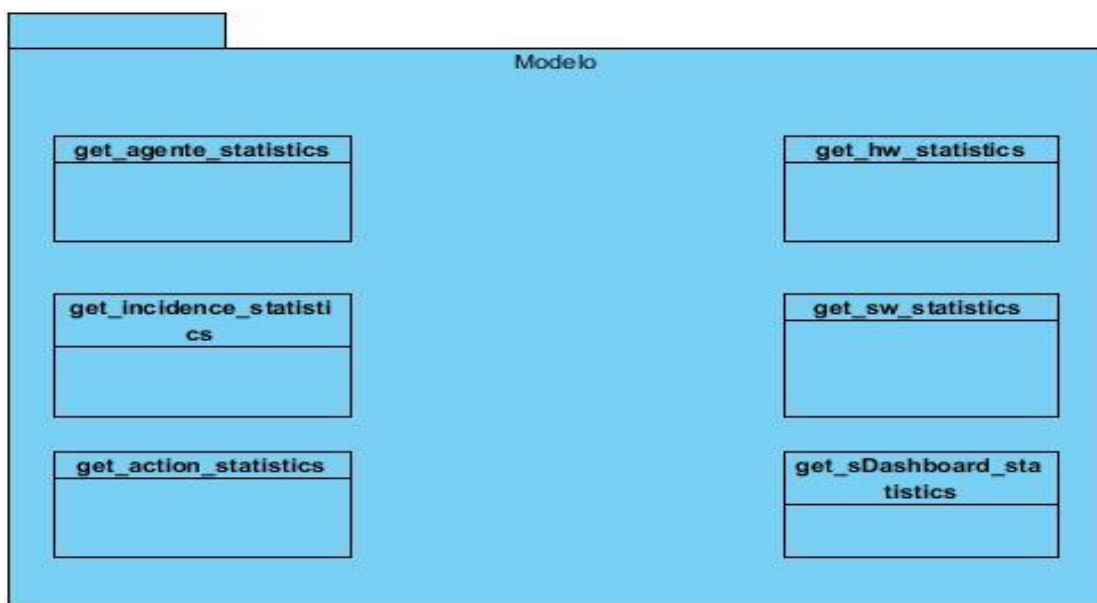 Modelo
get_agente_statistics
get_hw_statistics
get_incidence_statisti
cs
get_sw_statistics
get_action_statistics
get_sDashboard_sta
tistics